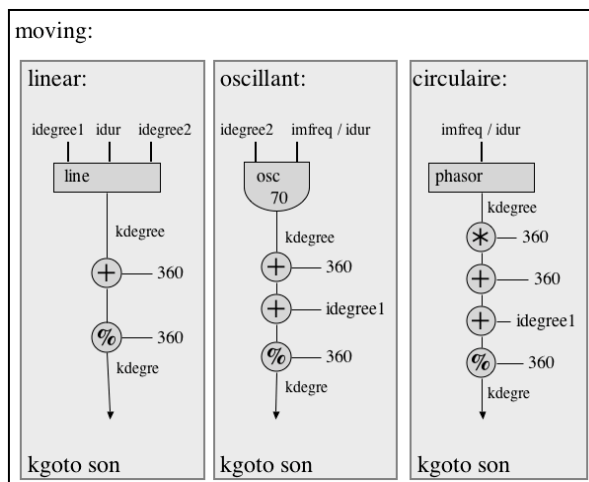 moving:
linear:
idegree1 idur idegree2
line
kdegree
+ 360
% 360
kdegre
kgoto son
oscillant:
idegree2 imfreq / idur
osc
70
kdegree
+ 360
+ idegree1
% 360
kdegre
kgoto son
circulaire:
imfreq / idur
phasor
kdegree
* 360
+ 360
+ idegree1
% 360
kdegre
kgoto son